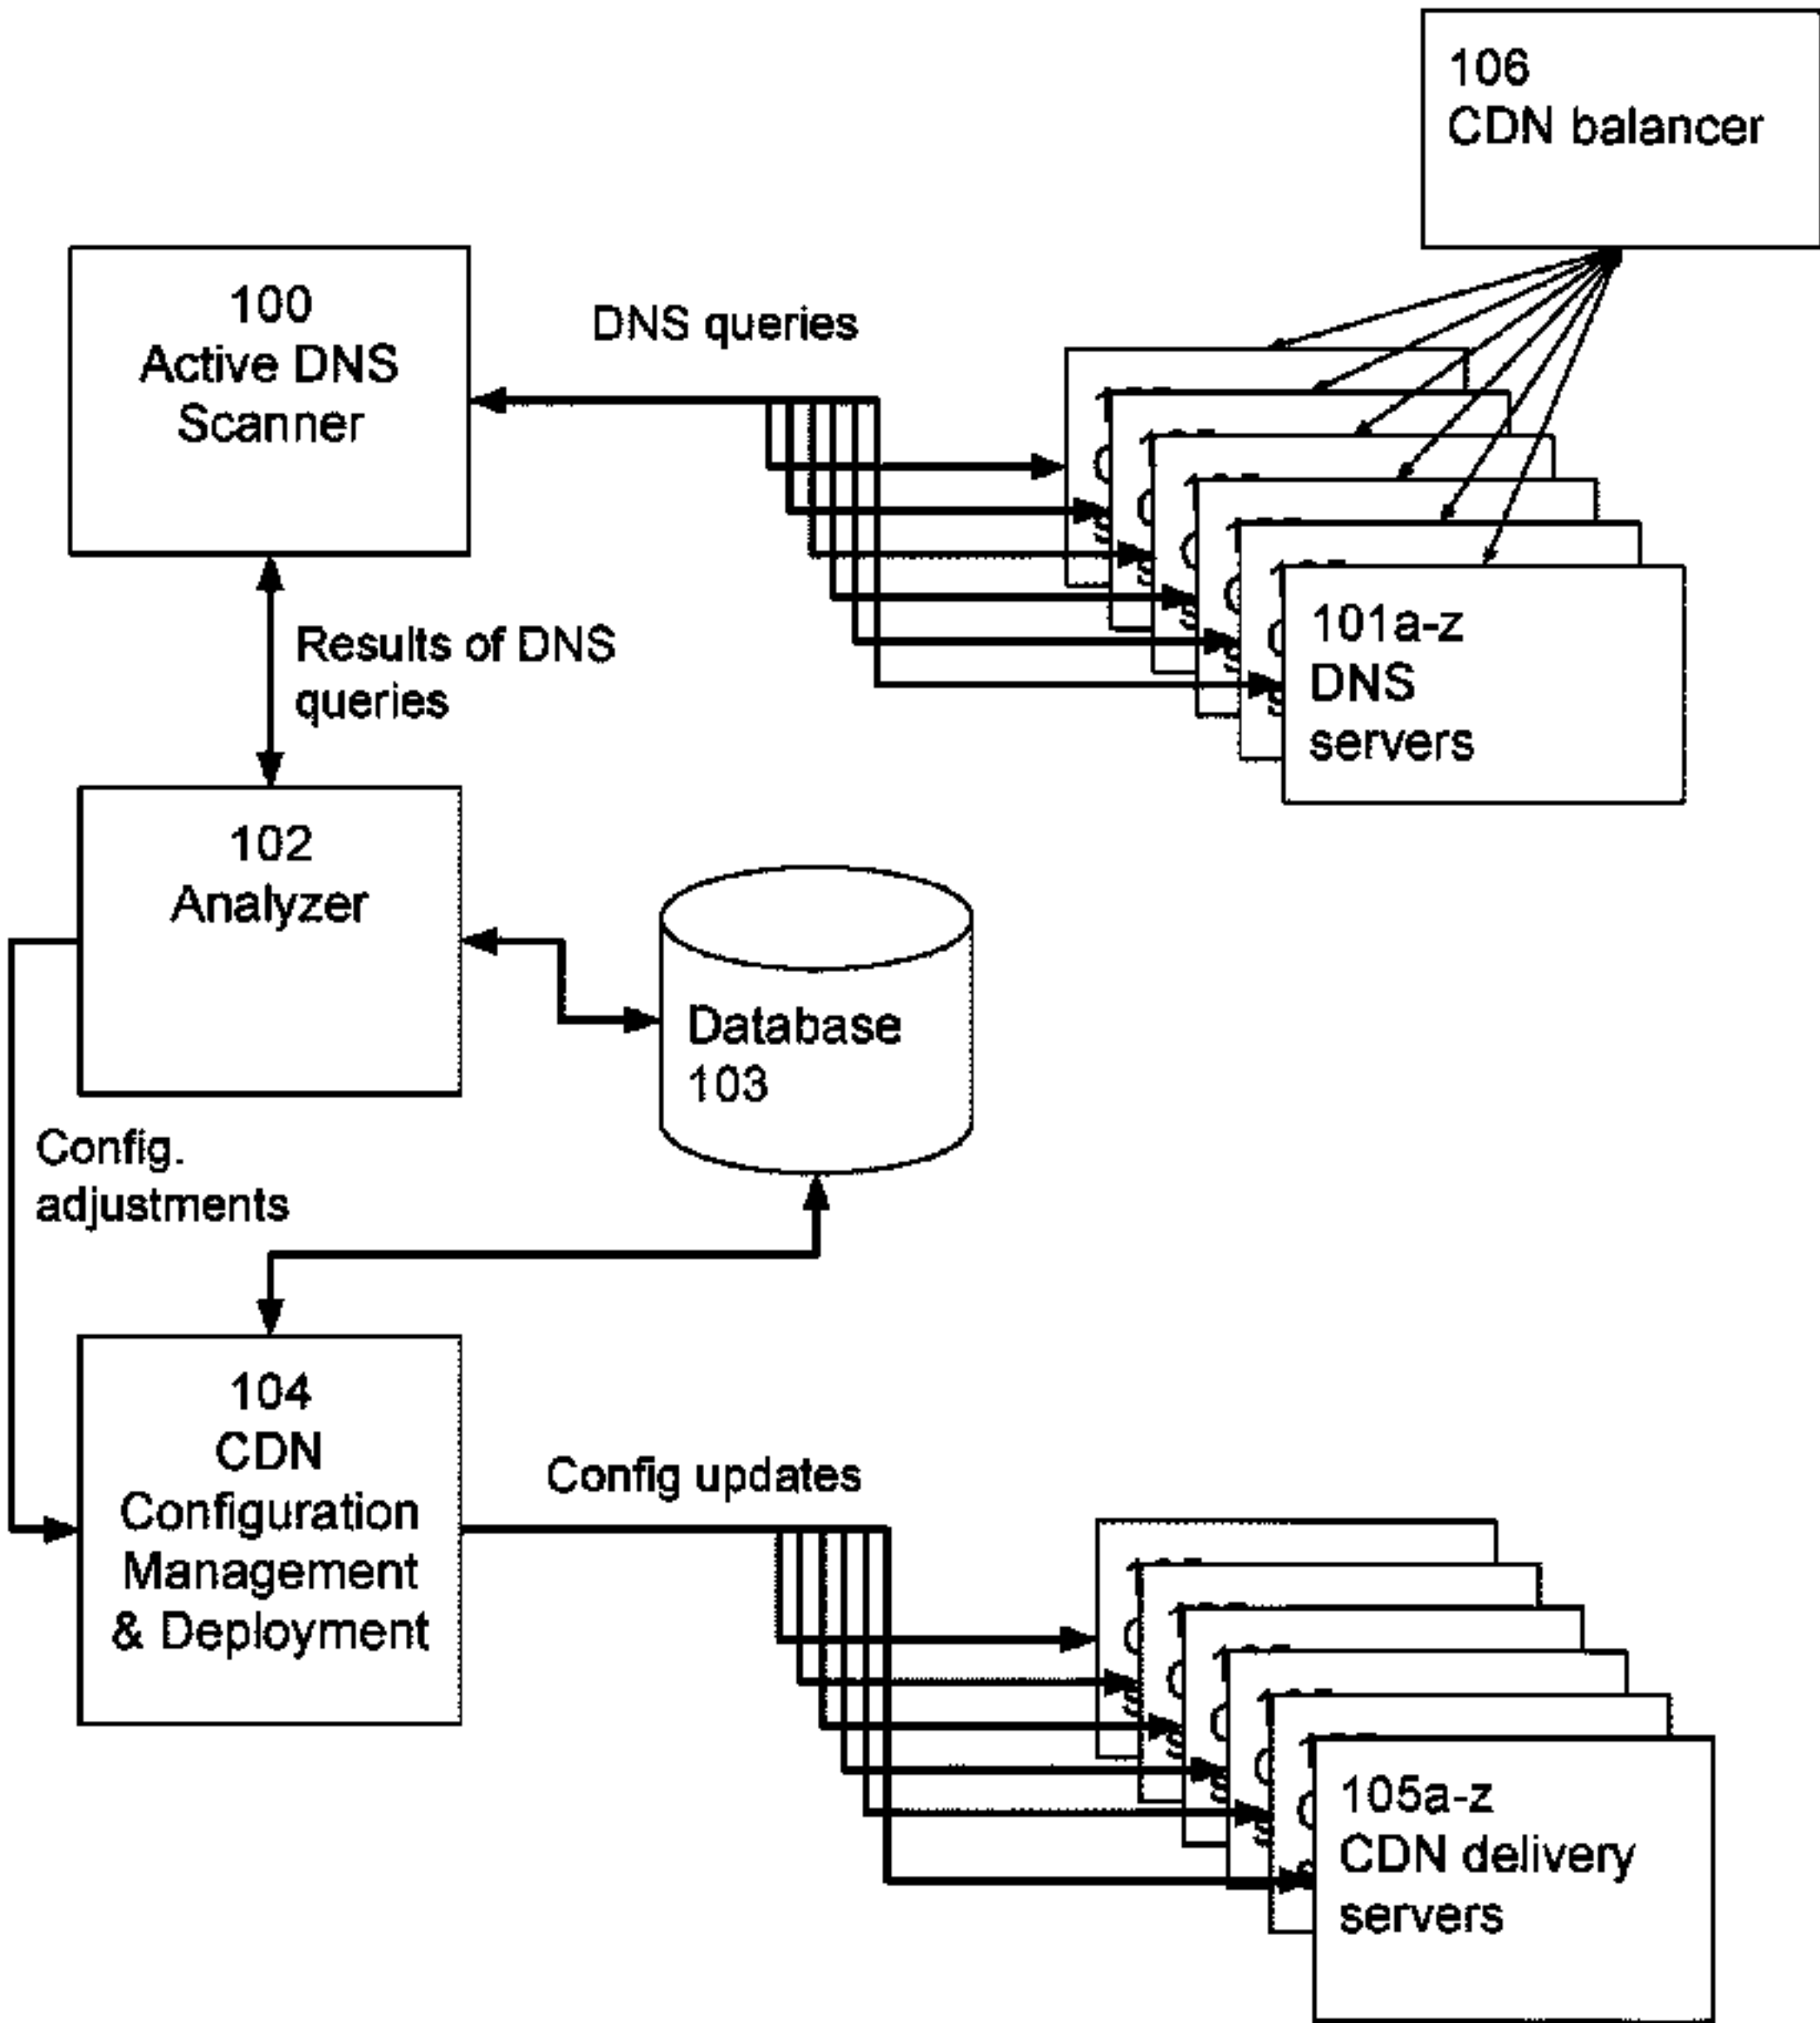 106
CDN balancer
100
Active DNS
Scanner
DNS queries
101a-z
DNS
servers
Results of DNS
queries
102
Analyzer
Database
103
Config.
adjustments
104
CDN
Configuration
Management
& Deployment
Config updates
105a-z
CDN delivery
servers